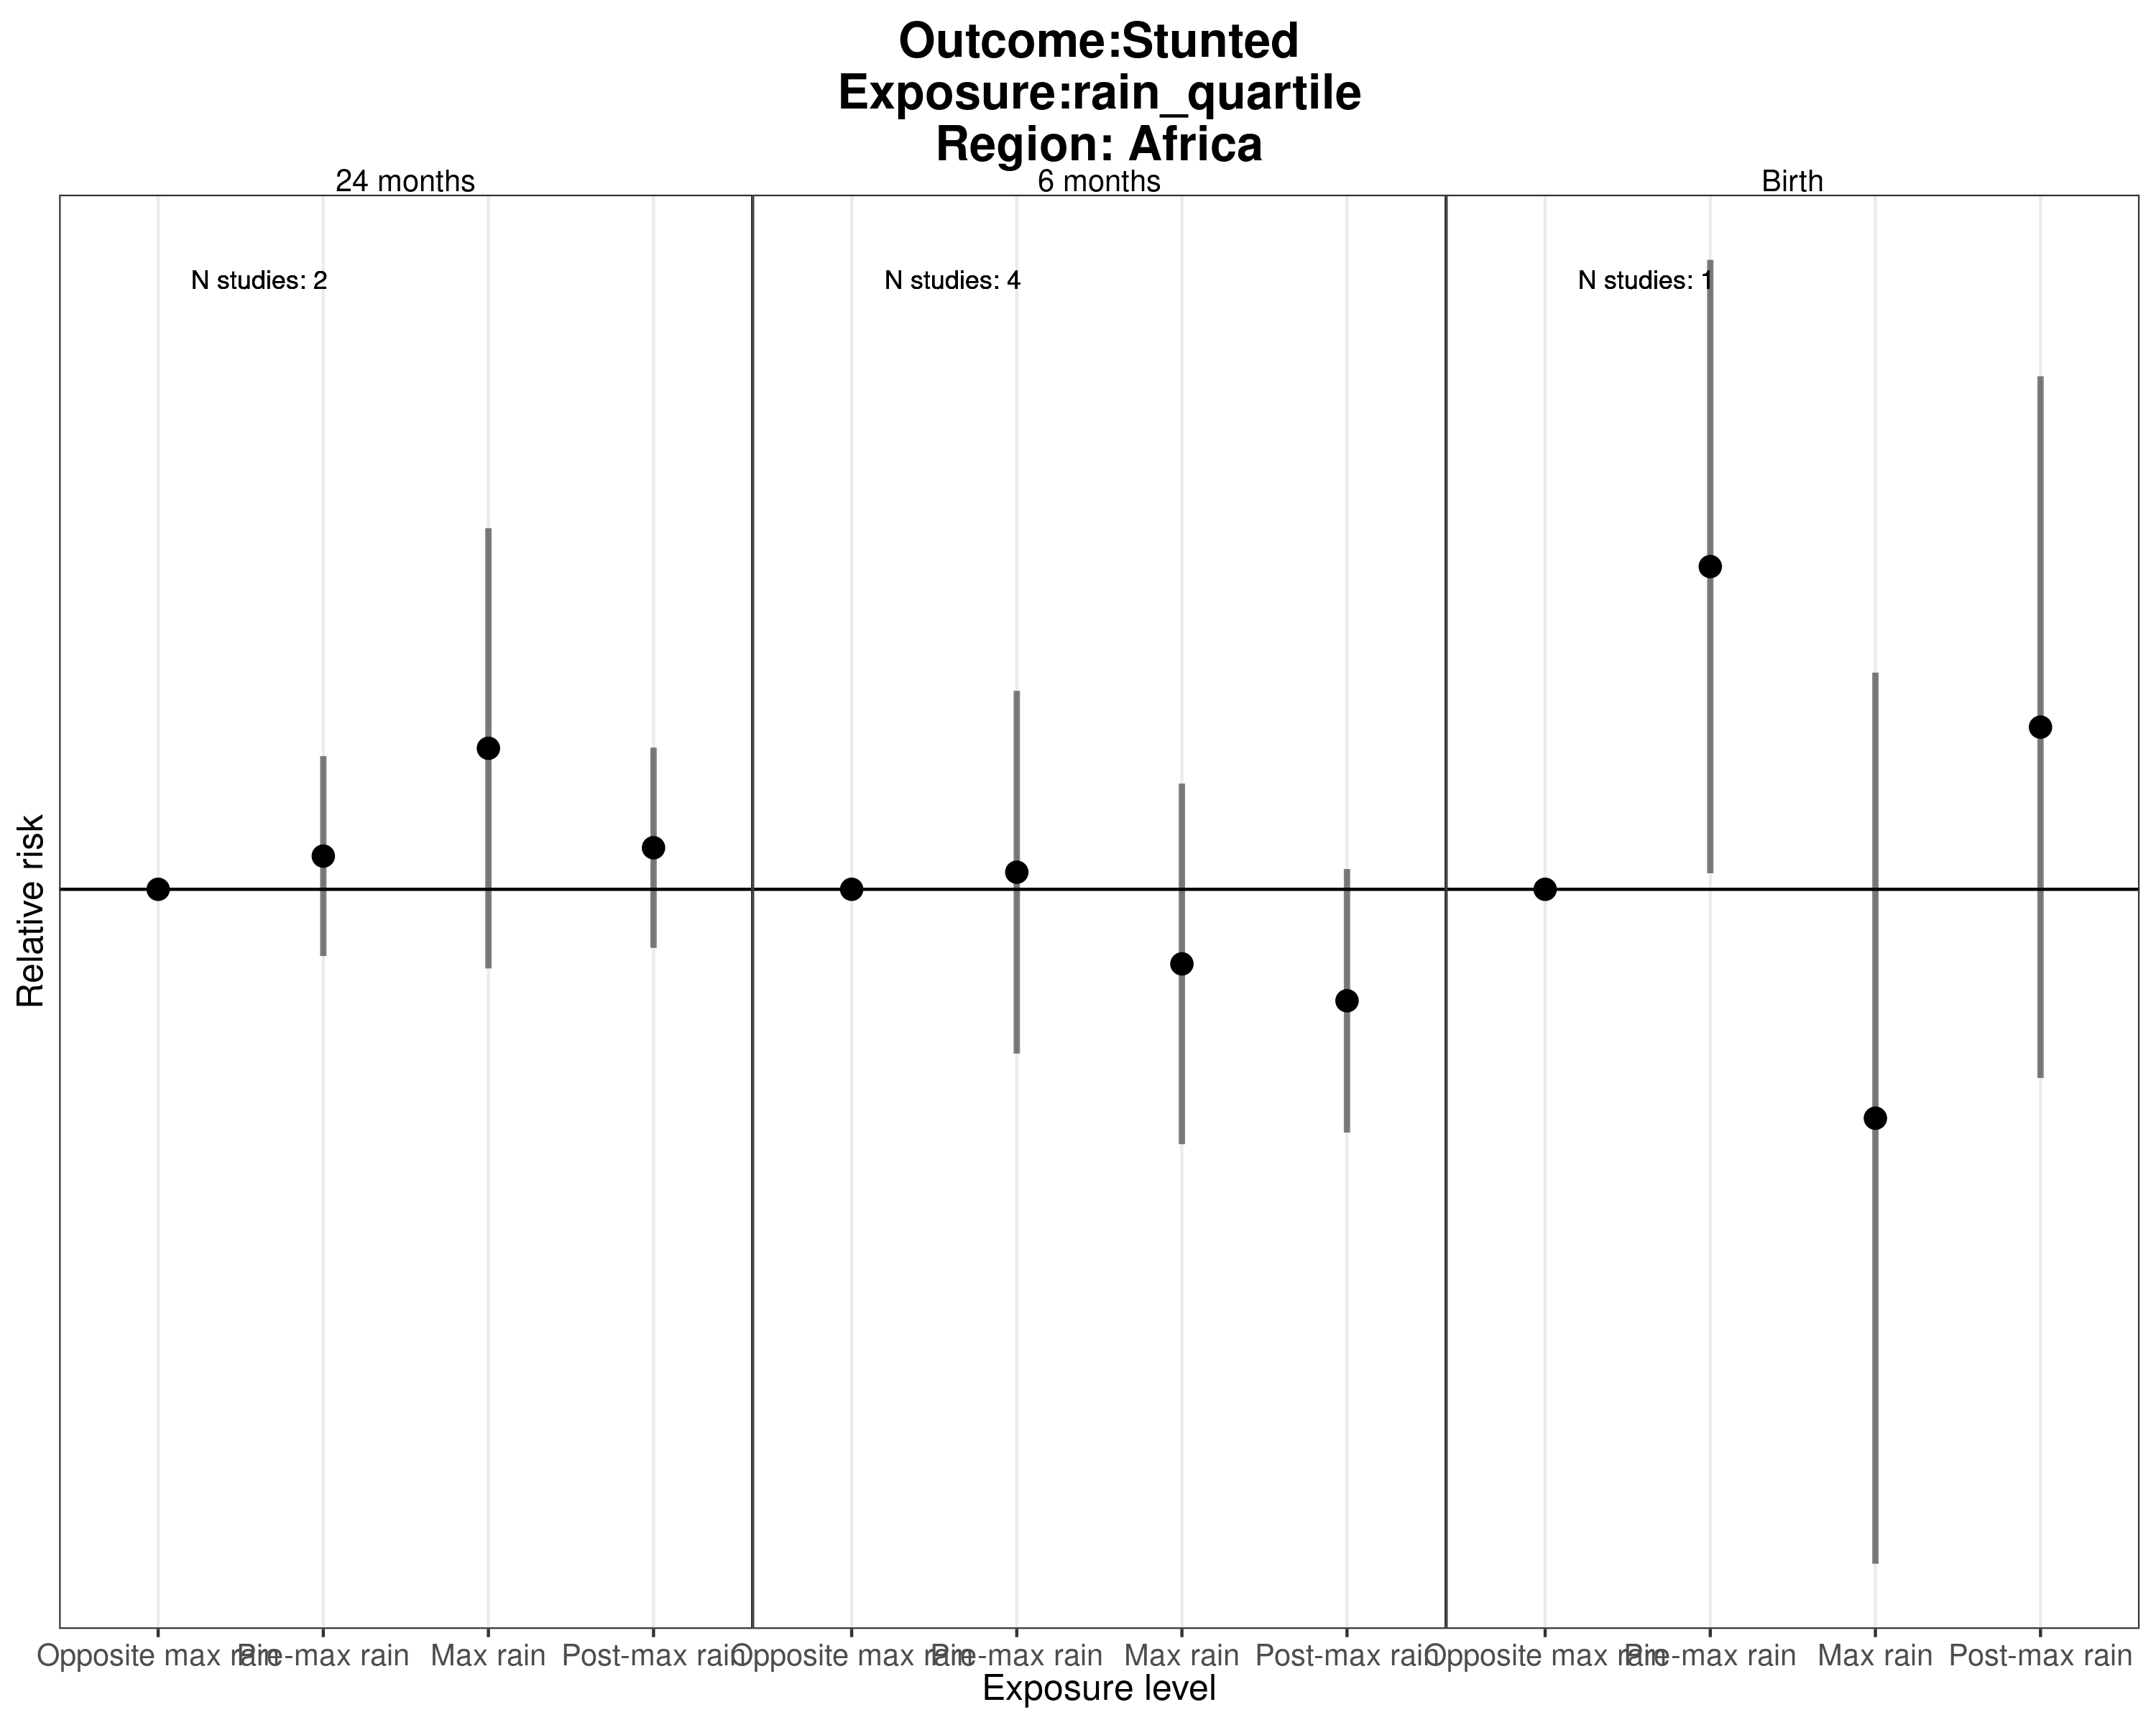 Outcome:Stunted
Exposure:rain_quartile
Region: Africa
24 months 6 months Birth
N studies: 2 N studies: 4 N studies: 1
Relative risk
Opposite max rain Pre-max rain Max rain Post-max rain Opposite max rain Pre-max rain Max rain Post-max rain Opposite max rain Pre-max rain Max rain Post-max rain
Exposure level